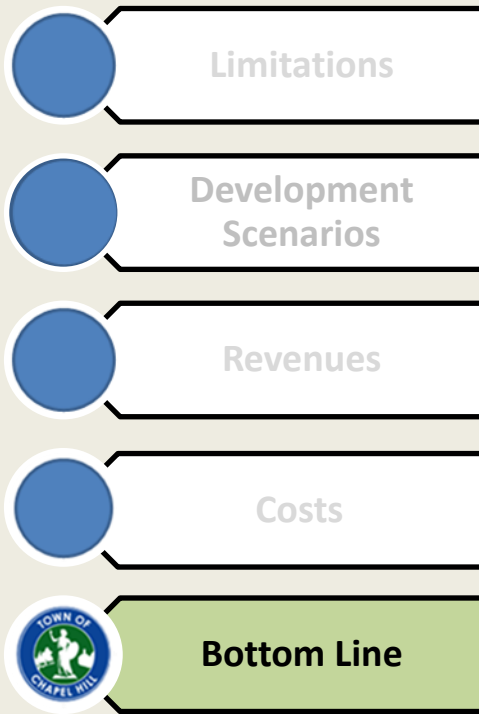 Limitations
Development
Scenarios
Revenues
Costs
TOWN OF
CHAPEL HILL
Bottom Line